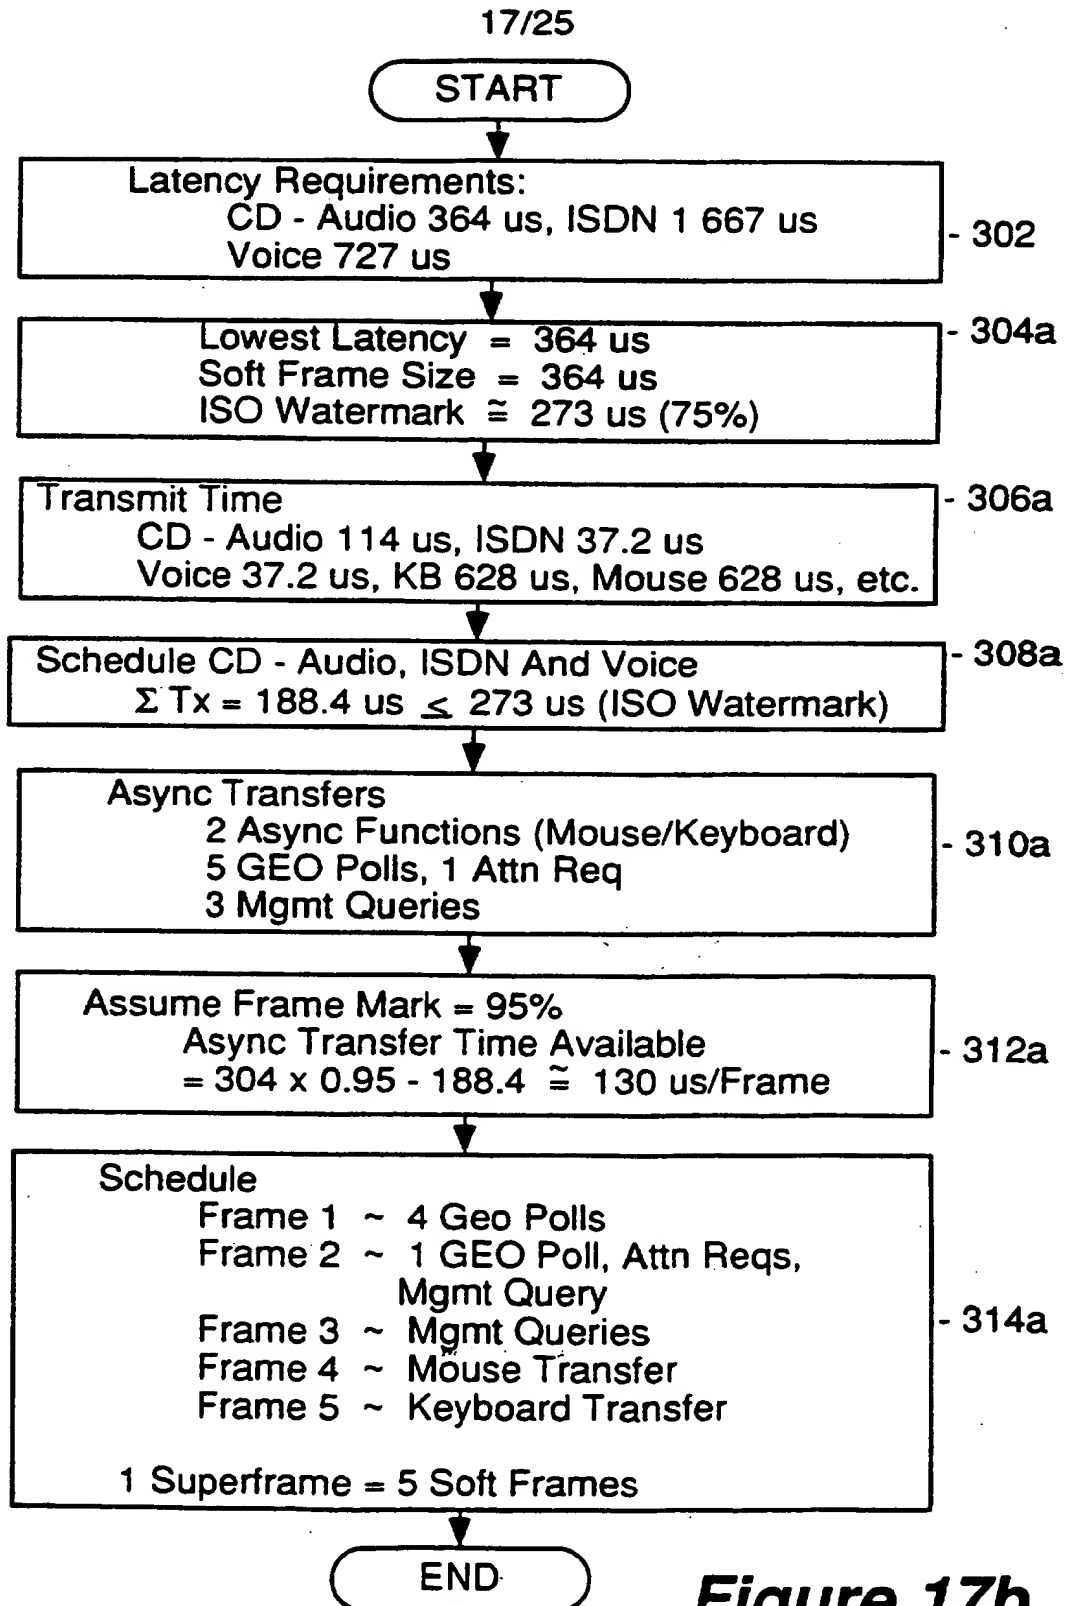 17/25
START
Latency Requirements:
CD - Audio 364 us, ISDN 1 667 us
Voice 727 us
- 302
Lowest Latency = 364 us
Soft Frame Size = 364 us
ISO Watermark ≅ 273 us (75%)
- 304a
Transmit Time
CD - Audio 114 us, ISDN 37.2 us
Voice 37.2 us, KB 628 us, Mouse 628 us, etc.
- 306a
Schedule CD - Audio, ISDN And Voice
Σ Tx = 188.4 us ≤ 273 us (ISO Watermark)
- 308a
Async Transfers
2 Async Functions (Mouse/Keyboard)
5 GEO Polls, 1 Attn Req
3 Mgmt Queries
- 310a
Assume Frame Mark = 95%
Async Transfer Time Available
= 304 x 0.95 - 188.4 ≅ 130 us/Frame
- 312a
Schedule
Frame 1 ~ 4 Geo Polls
Frame 2 ~ 1 GEO Poll, Attn Reqs,
Mgmt Query
Frame 3 ~ Mgmt Queries
Frame 4 ~ Mouse Transfer
Frame 5 ~ Keyboard Transfer
1 Superframe = 5 Soft Frames
- 314a
END
Figure 17b